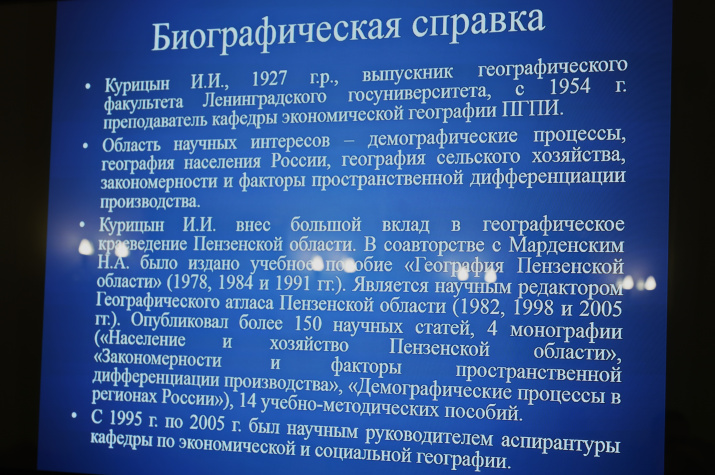 Биографическая справка
• Курицын И.И., 1927 г.р., выпускник географического
факультета Ленинградского госуниверситета, с 1954 г.
преподаватель кафедры экономической географии ПГПИ.
• Область научных интересов – демографические процессы,
география населения России, география сельского хозяйства,
закономерности и факторы пространственной дифференциации
производства.
• Курицын И.И. внес большой вклад в географическое
краеведение Пензенской области. В соавторстве с Марденским
Н.А. было издано учебное пособие «География Пензенской
области» (1978, 1984 и 1991 гг.). Является научным редактором
Географического атласа Пензенской области (1982, 1998 и 2005
гг.). Опубликовал более 150 научных статей, 4 монографии
(«Население и хозяйство Пензенской области»,
«Закономерности и факторы пространственной
дифференциации производства», «Демографические процессы в
регионах России»), 14 учебно-методических пособий.
• С 1995 г. по 2005 г. был научным руководителем аспирантуры
кафедры по экономической и социальной географии.